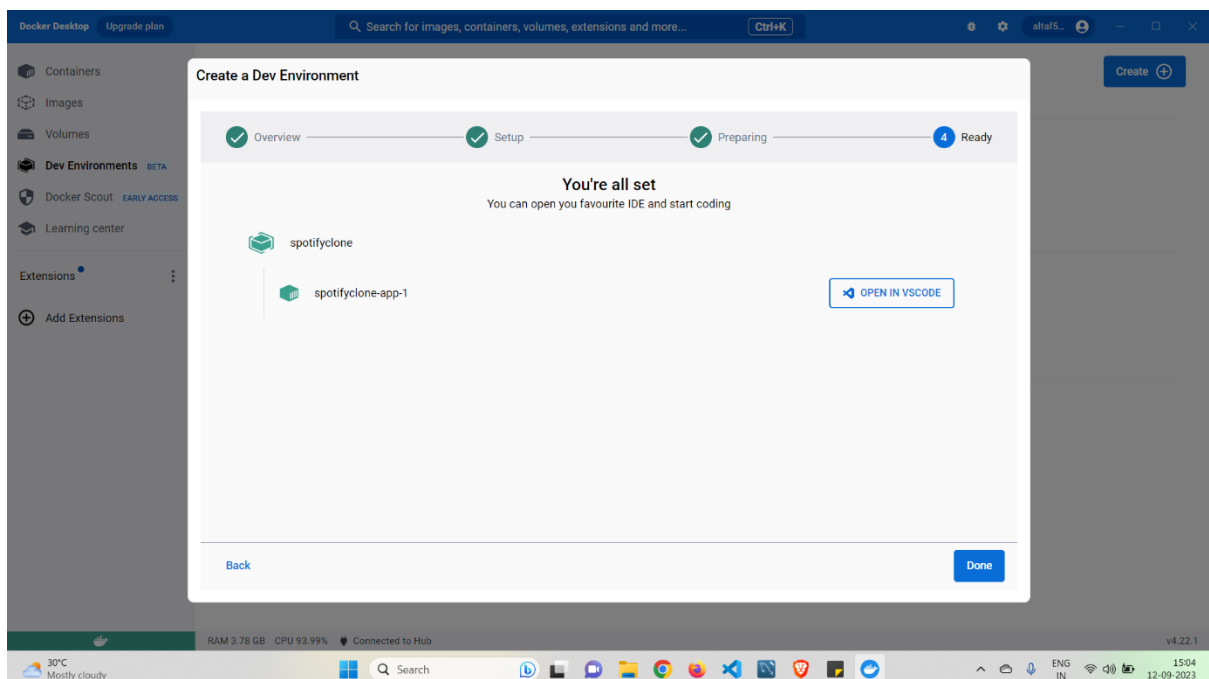 Docker Desktop Upgrade plan Search for images, containers, volumes, extensions and more... Ctrl+K altaf5...
Containers
Images
Volumes
Dev Environments BETA
Docker Scout EARLY ACCESS
Learning center
Extensions
Add Extensions
Create
Create a Dev Environment
Overview Setup Preparing 4 Ready
You're all set
You can open you favourite IDE and start coding
spotifyclone
spotifyclone-app-1 OPEN IN VSCODE
Back Done
RAM 3.78 GB CPU 93.99% Connected to Hub v4.22.1
30°C
Mostly cloudy
Search
ENG
IN
15:04
12-09-2023